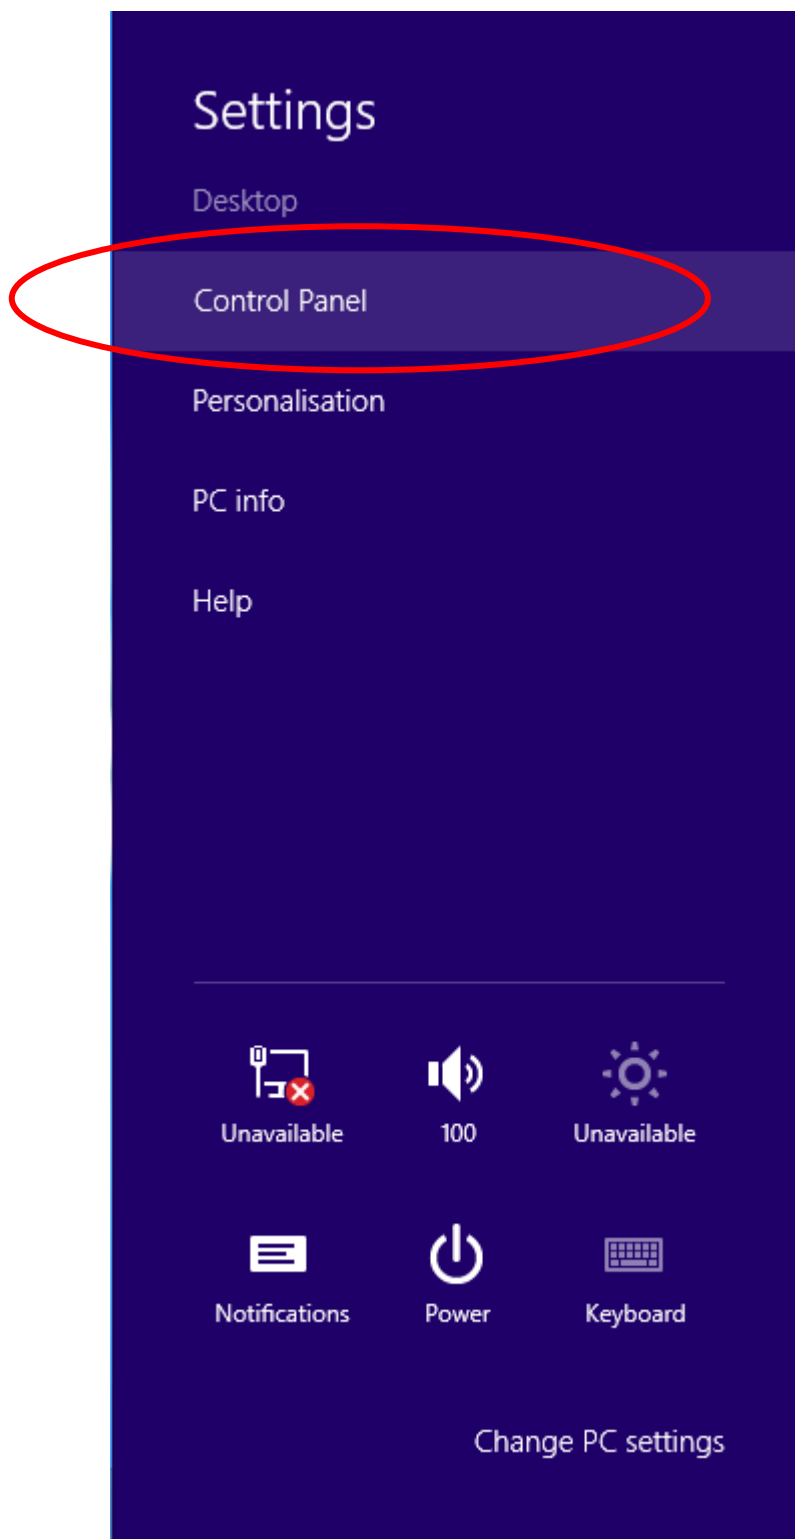 Settings
Desktop
Control Panel
Personalisation
PC info
Help
Unavailable 100 Unavailable
Notifications Power Keyboard
Change PC settings